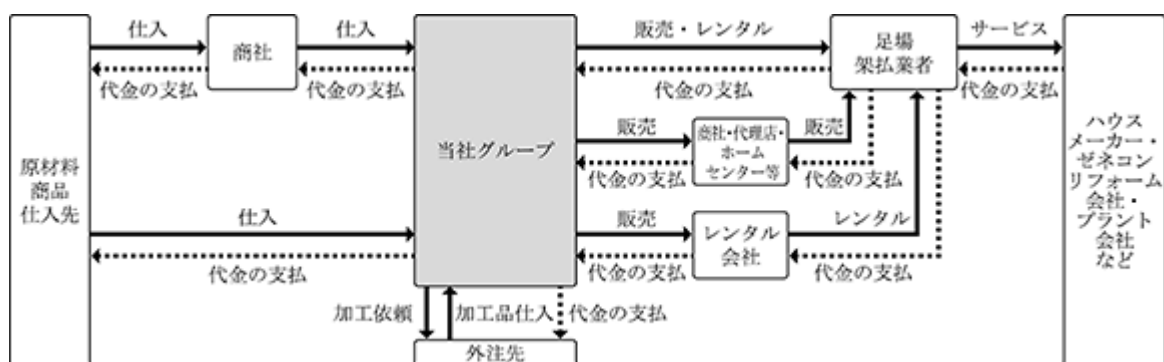 仕入
仕入
販売・レンタル
サービス
商社
足場
架払業者
代金の支払
代金の支払
代金の支払
代金の支払
販売
商社・代理店・
ホーム
センター等
販売
代金の支払
代金の支払
当社グループ
原材料
商品
仕入先
ハウス
メーカー・
ゼネコン
リフォーム
会社・
プラント
会社
など
仕入
販売
レンタル
会社
レンタル
代金の支払
代金の支払
代金の支払
加工依頼
加工品仕入
代金の支払
外注先